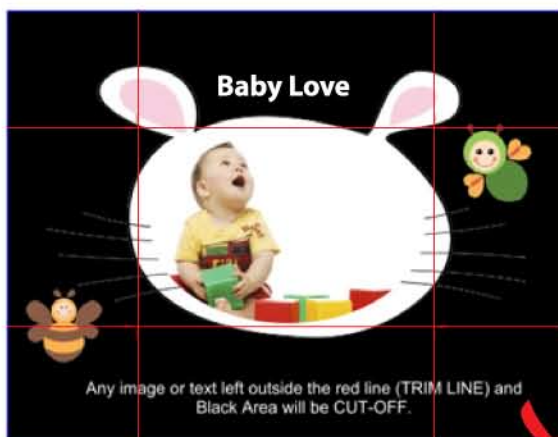 Baby Love
Any image or text left outside the red line (TRIM LINE) and
Black Area will be CUT-OFF.